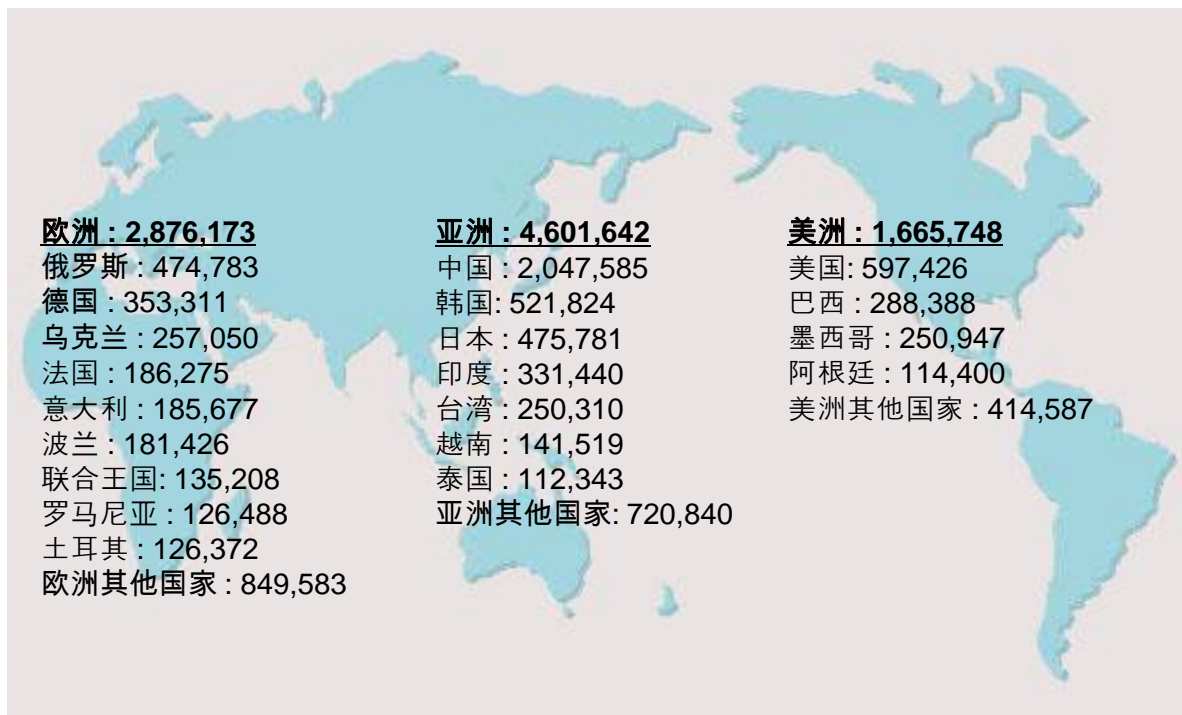 欧洲 : 2,876,173
俄罗斯 : 474,783
德国 : 353,311
乌克兰 : 257,050
法国 : 186,275
意大利 : 185,677
波兰 : 181,426
联合王国: 135,208
罗马尼亚 : 126,488
土耳其 : 126,372
欧洲其他国家 : 849,583
亚洲 : 4,601,642
中国 : 2,047,585
韩国: 521,824
日本 : 475,781
印度 : 331,440
台湾 : 250,310
越南 : 141,519
泰国 : 112,343
亚洲其他国家: 720,840
美洲 : 1,665,748
美国: 597,426
巴西 : 288,388
墨西哥 : 250,947
阿根廷 : 114,400
美洲其他国家 : 414,587